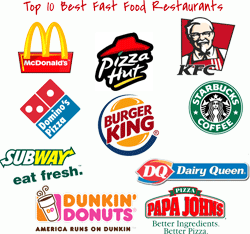 Top 10 Best Fast Food Restaurants
McDonald's
Pizza
Hut
KFC
Domino's
Pizza
BURGER
KING
STARBUCKS
COFFEE
SUBWAY
eat fresh.
DQ Dairy Queen.
DUNKIN'
DONUTS
AMERICA RUNS ON DUNKIN'
PIZZA
PAPA JOHNS
Better Ingredients.
Better Pizza.